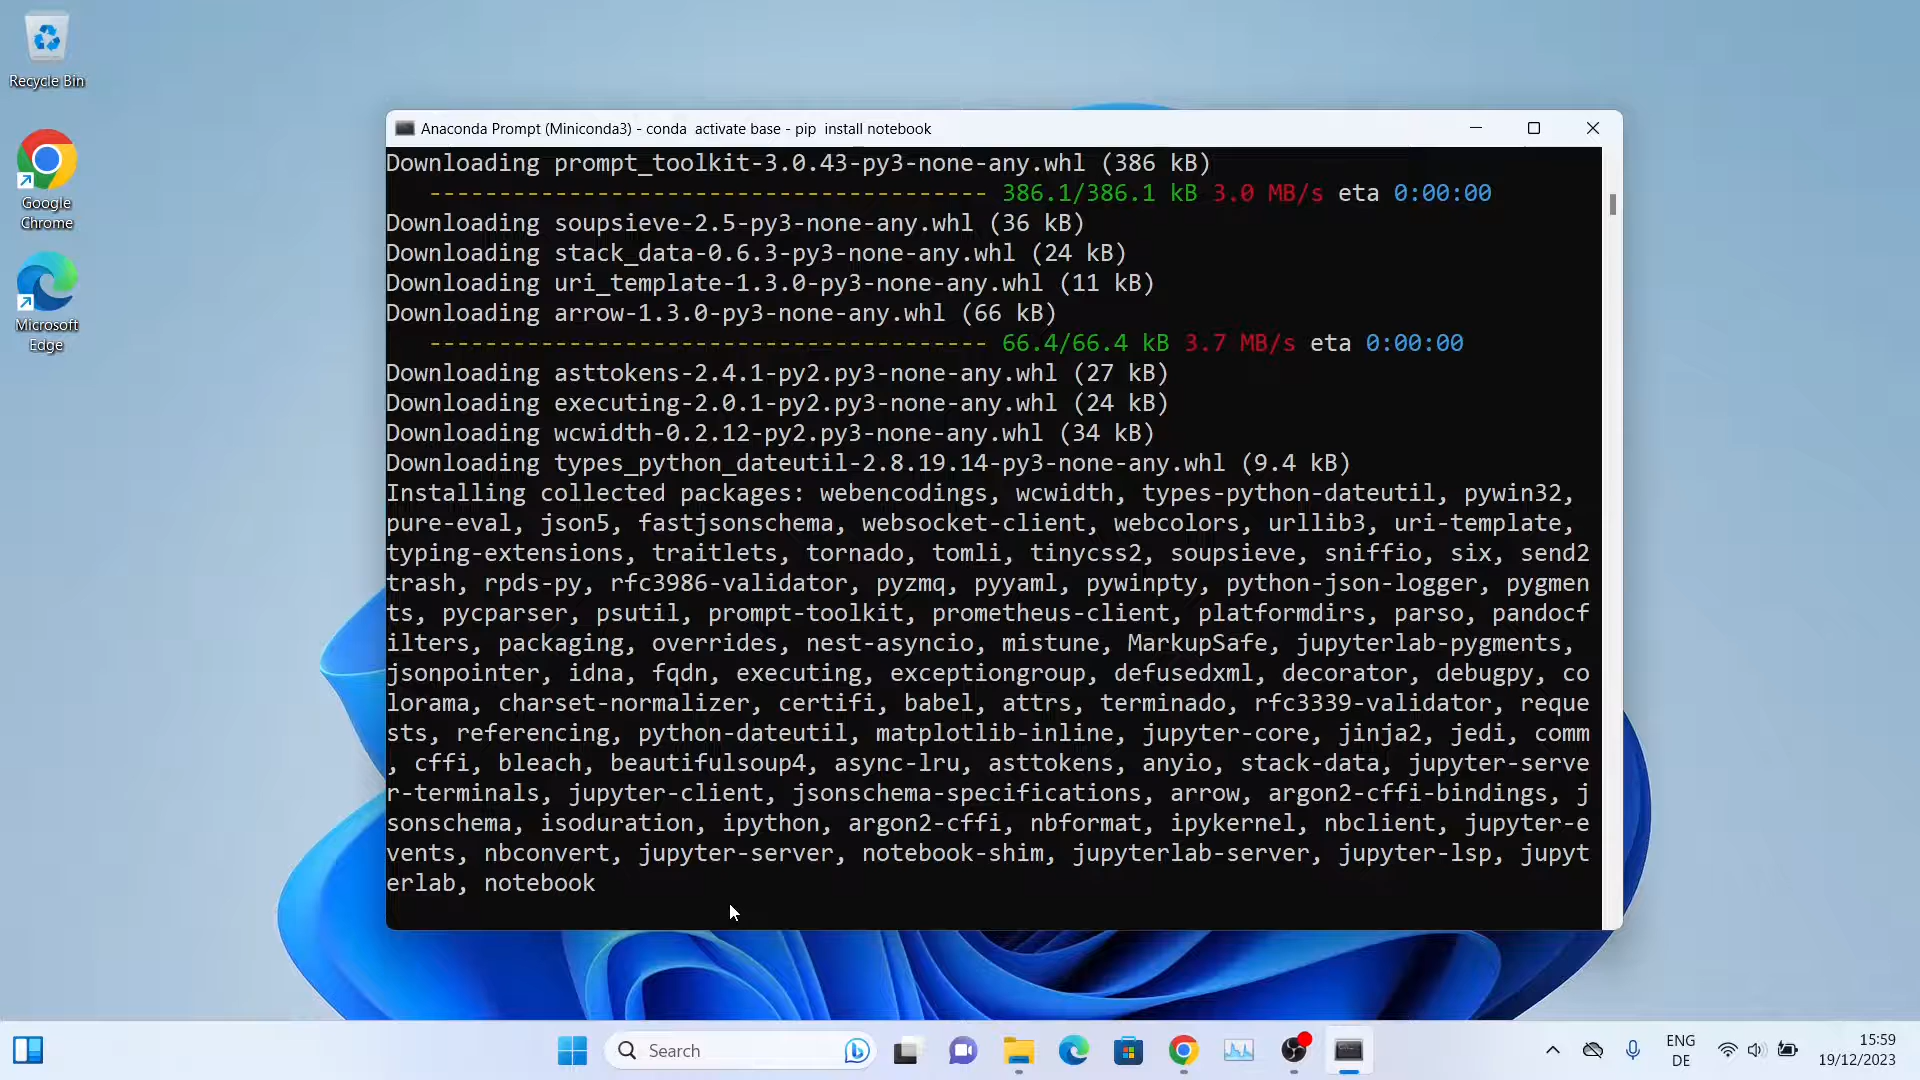 Recycle Bin
Google
Chrome
Microsoft
Edge
Anaconda Prompt (Miniconda3) - conda  activate base - pip  install notebook
Downloading prompt_toolkit-3.0.43-py3-none-any.whl (386 kB)
---------------------------------------- 386.1/386.1 kB 3.0 MB/s eta 0:00:00
Downloading soupsieve-2.5-py3-none-any.whl (36 kB)
Downloading stack_data-0.6.3-py3-none-any.whl (24 kB)
Downloading uri_template-1.3.0-py3-none-any.whl (11 kB)
Downloading arrow-1.3.0-py3-none-any.whl (66 kB)
---------------------------------------- 66.4/66.4 kB 3.7 MB/s eta 0:00:00
Downloading asttokens-2.4.1-py2.py3-none-any.whl (27 kB)
Downloading executing-2.0.1-py2.py3-none-any.whl (24 kB)
Downloading wcwidth-0.2.12-py2.py3-none-any.whl (34 kB)
Downloading types_python_dateutil-2.8.19.14-py3-none-any.whl (9.4 kB)
Installing collected packages: webencodings, wcwidth, types-python-dateutil, pywin32,
pure-eval, json5, fastjsonschema, websocket-client, webcolors, urllib3, uri-template,
typing-extensions, traitlets, tornado, tomli, tinycss2, soupsieve, sniffio, six, send2
trash, rpds-py, rfc3986-validator, pyzmq, pyyaml, pywinpty, python-json-logger, pygmen
ts, pycparser, psutil, prompt-toolkit, prometheus-client, platformdirs, parso, pandocf
ilters, packaging, overrides, nest-asyncio, mistune, MarkupSafe, jupyterlab-pygments,
jsonpointer, idna, fqdn, executing, exceptiongroup, defusedxml, decorator, debugpy, co
lorama, charset-normalizer, certifi, babel, attrs, terminado, rfc3339-validator, reque
sts, referencing, python-dateutil, matplotlib-inline, jupyter-core, jinja2, jedi, comm
, cffi, bleach, beautifulsoup4, async-lru, asttokens, anyio, stack-data, jupyter-serve
r-terminals, jupyter-client, jsonschema-specifications, arrow, argon2-cffi-bindings, j
sonschema, isoduration, ipython, argon2-cffi, nbformat, ipykernel, nbclient, jupyter-e
vents, nbconvert, jupyter-server, notebook-shim, jupyterlab-server, jupyter-lsp, jupyt
erlab, notebook
Search
ENG
DE
15:59
19/12/2023